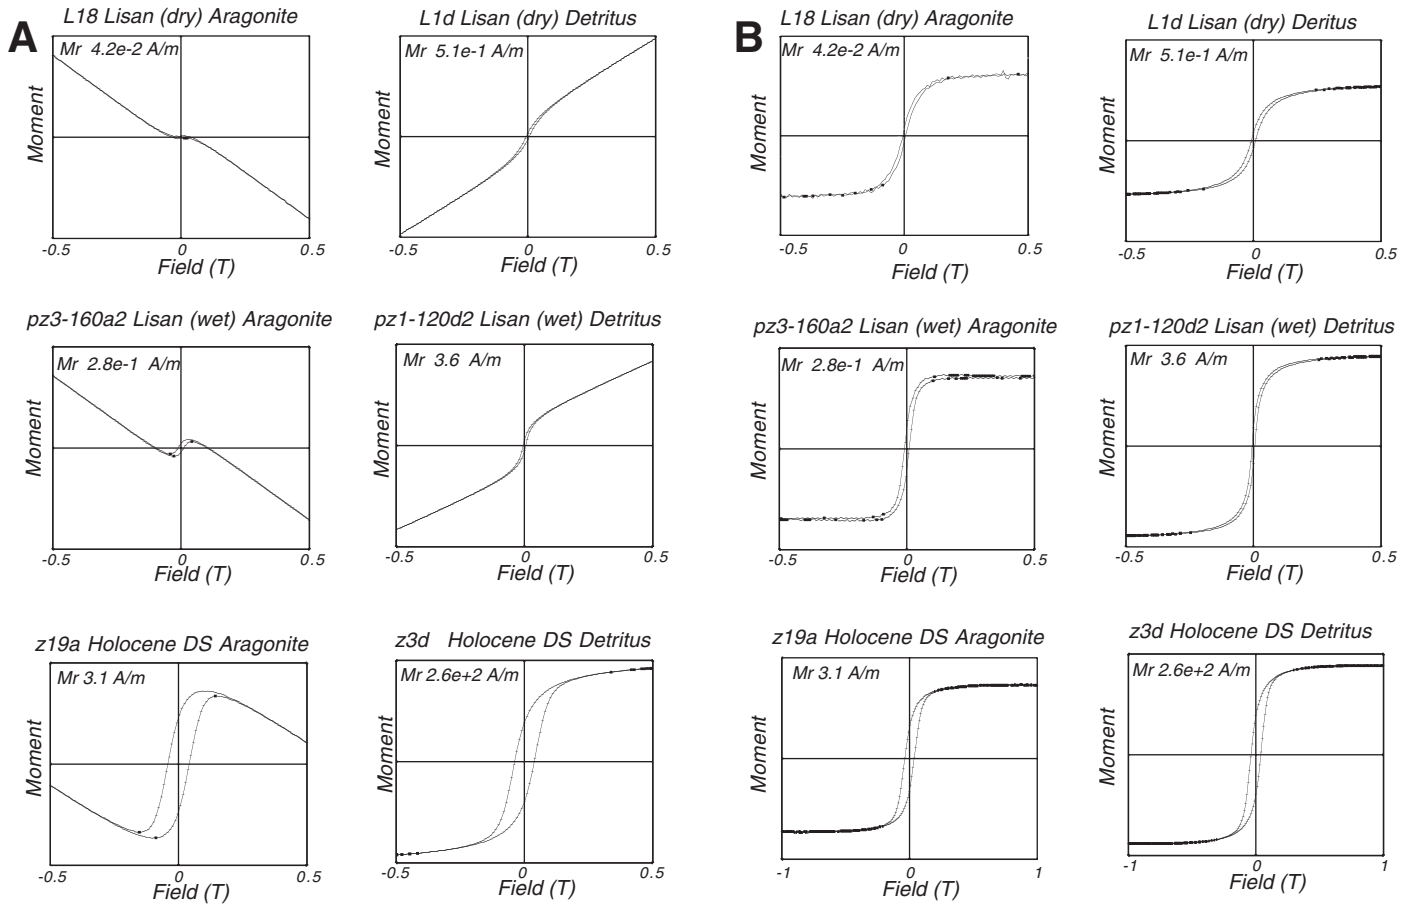 A
B
L18 Lisan (dry) Aragonite
Mr 4.2e-2 A/m
Moment
-0.5 0 0.5
Field (T)
L1d Lisan (dry) Detritus
Mr 5.1e-1 A/m
Moment
-0.5 0 0.5
Field (T)
L18 Lisan (dry) Aragonite
Mr 4.2e-2 A/m
Moment
-0.5 0 0.5
Field (T)
L1d Lisan (dry) Deritus
Mr 5.1e-1 A/m
Moment
-0.5 0 0.5
Field (T)
pz3-160a2 Lisan (wet) Aragonite
Mr 2.8e-1 A/m
Moment
-0.5 0 0.5
Field (T)
pz1-120d2 Lisan (wet) Detritus
Mr 3.6 A/m
Moment
-0.5 0 0.5
Field (T)
pz3-160a2 Lisan (wet) Aragonite
Mr 2.8e-1 A/m
Moment
-0.5 0 0.5
Field (T)
pz1-120d2 Lisan (wet) Detritus
Mr 3.6 A/m
Moment
-0.5 0 0.5
Field (T)
z19a Holocene DS Aragonite
Mr 3.1 A/m
Moment
-0.5 0 0.5
Field (T)
z3d Holocene DS Detritus
Mr 2.6e+2 A/m
Moment
-0.5 0 0.5
Field (T)
z19a Holocene DS Aragonite
Mr 3.1 A/m
Moment
-1 0 1
Field (T)
z3d Holocene DS Detritus
Mr 2.6e+2 A/m
Moment
-1 0 1
Field (T)